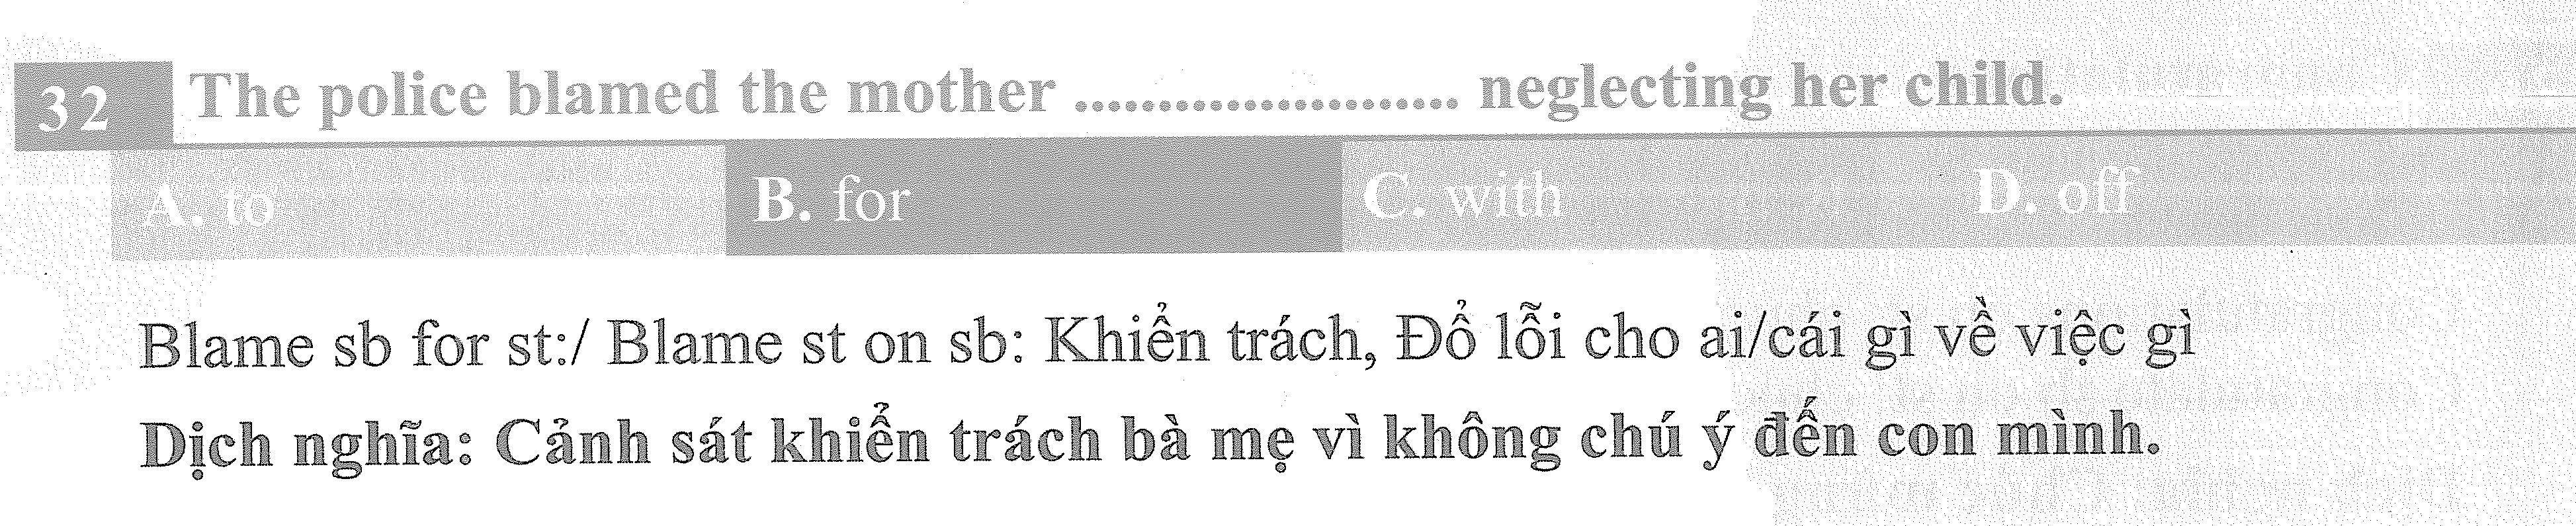 32 The police blamed the mother ....................... neglecting her child.
A. to B. for C. with D. off
Blame sb for st:/ Blame st on sb: Khiển trách, Đổ lỗi cho ai/cái gì về việc gì
Dịch nghĩa: Cảnh sát khiển trách bà mẹ vì không chú ý đến con mình.